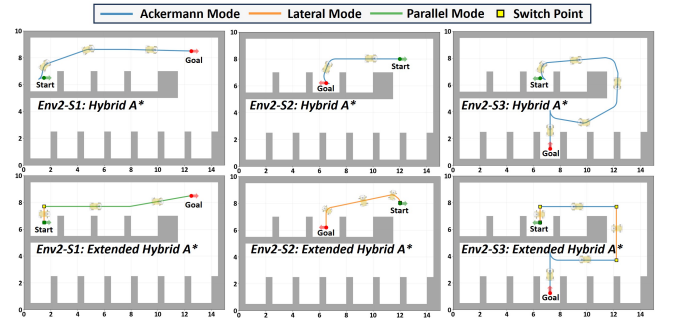 Ackermann Mode Lateral Mode Parallel Mode Switch Point
10
8
6
4
2
0
0 2 4 6 8 10 12 14
Start
Goal
Env2-S1: Hybrid A*
10
8
6
4
2
0
0 2 4 6 8 10 12 14
Start
Goal
Env2-S2: Hybrid A*
10
8
6
4
2
0
0 2 4 6 8 10 12 14
Start
Env2-S3: Hybrid A*
Goal
10
8
6
4
2
0
0 2 4 6 8 10 12 14
Goal
Start
Env2-S1: Extended Hybrid A*
10
8
6
4
2
0
0 2 4 6 8 10 12 14
Start
Goal
Env2-S2: Extended Hybrid A*
10
8
6
4
2
0
0 2 4 6 8 10 12 14
Start
Env2-S3: Extended Hybrid A*
Goal